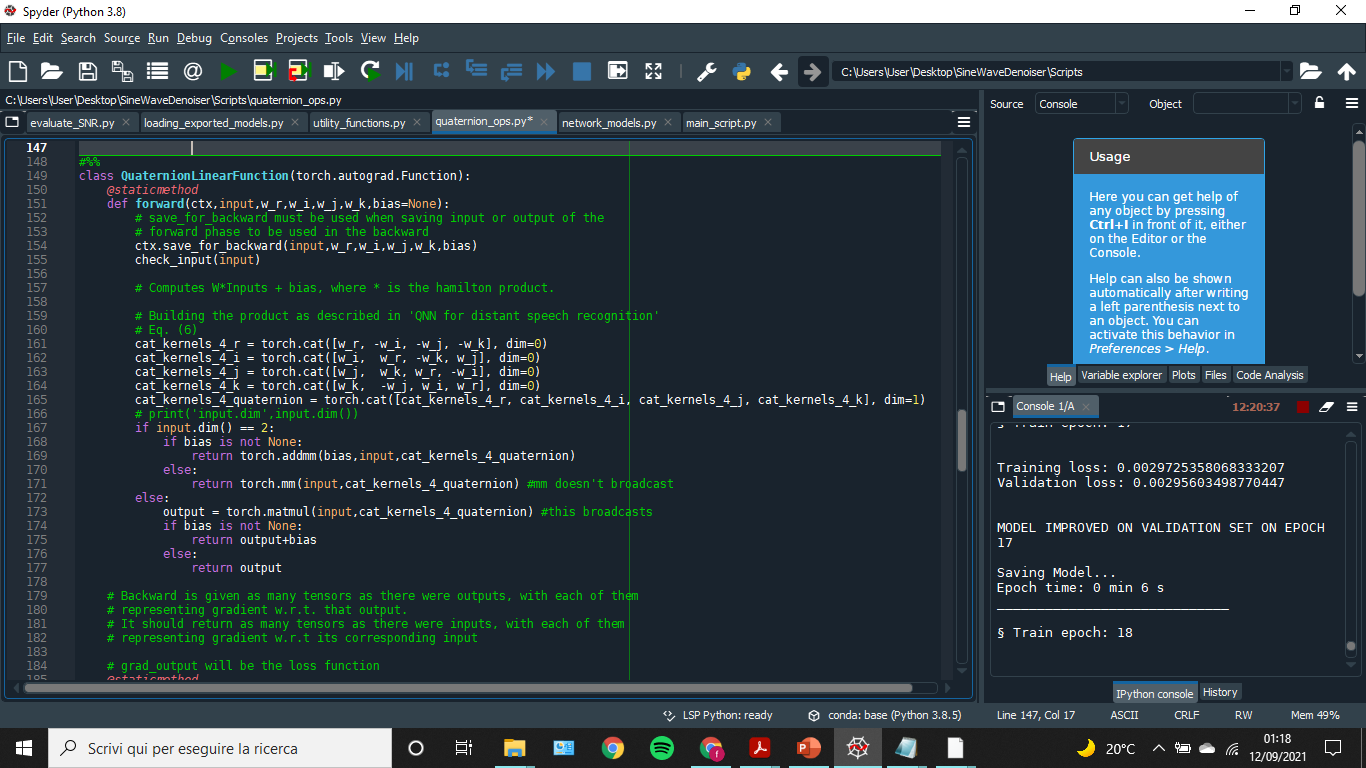 Spyder (Python 3.8)
File Edit Search Source Run Debug Consoles Projects Tools View Help
C:\Users\User\Desktop\SineWaveDenoiser\Scripts
C:\Users\User\Desktop\SineWaveDenoiser\Scripts\quaternion_ops.py
evaluate_SNR.py loading_exported_models.py utility_functions.py quaternion_ops.py* network_models.py main_script.py
147
148 #%%
149 class QuaternionLinearFunction(torch.autograd.Function):
150 @staticmethod
151 def forward(ctx,input,w_r,w_i,w_j,w_k,bias=None):
152 # save_for_backward must be used when saving input or output of the
153 # forward phase to be used in the backward
154 ctx.save_for_backward(input,w_r,w_i,w_j,w_k,bias)
155 check_input(input)
156
157 # Computes W*Inputs + bias, where * is the hamilton product.
158
159 # Building the product as described in 'QNN for distant speech recognition'
160 # Eq. (6)
161 cat_kernels_4_r = torch.cat([w_r, -w_i, -w_j, -w_k], dim=0)
162 cat_kernels_4_i = torch.cat([w_i, w_r, -w_k, w_j], dim=0)
163 cat_kernels_4_j = torch.cat([w_j, w_k, w_r, -w_i], dim=0)
164 cat_kernels_4_k = torch.cat([w_k, -w_j, w_i, w_r], dim=0)
165 cat_kernels_4_quaternion = torch.cat([cat_kernels_4_r, cat_kernels_4_i, cat_kernels_4_j, cat_kernels_4_k], dim=1)
166 # print('input.dim',input.dim())
167 if input.dim() == 2:
168 if bias is not None:
169 return torch.addmm(bias,input,cat_kernels_4_quaternion)
170 else:
171 return torch.mm(input,cat_kernels_4_quaternion) #mm doesn't broadcast
172 else:
173 output = torch.matmul(input,cat_kernels_4_quaternion) #this broadcasts
174 if bias is not None:
175 return output+bias
176 else:
177 return output
178
179 # Backward is given as many tensors as there were outputs, with each of them
180 # representing gradient w.r.t. that output.
181 # It should return as many tensors as there were inputs, with each of them
182 # representing gradient w.r.t its corresponding input
183
184 # grad_output will be the loss function
185 @staticmethod
Source Console Object
Usage
Here you can get help of
any object by pressing
Ctrl+I in front of it, either
on the Editor or the
Console.
Help can also be shown
automatically after writing
a left parenthesis next to
an object. You can
activate this behavior in
Preferences > Help.
Help Variable explorer Plots Files Code Analysis
Console 1/A 12:20:37
§ Train epoch: 17
Training loss: 0.0029725358068333207
Validation loss: 0.00295603498770447
MODEL IMPROVED ON VALIDATION SET ON EPOCH
17
Saving Model...
Epoch time: 0 min 6 s
§ Train epoch: 18
IPython console History
LSP Python: ready conda: base (Python 3.8.5) Line 147, Col 17 ASCII CRLF RW Mem 49%
Scrivi qui per eseguire la ricerca
20°C
01:18
12/09/2021